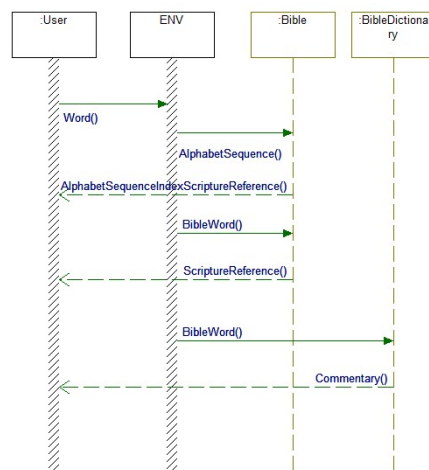 :User
ENV
:Bible
:BibleDictiona
ry
Word()
AlphabetSequence()
AlphabetSequenceIndexScriptureReference()
BibleWord()
ScriptureReference()
BibleWord()
Commentary()